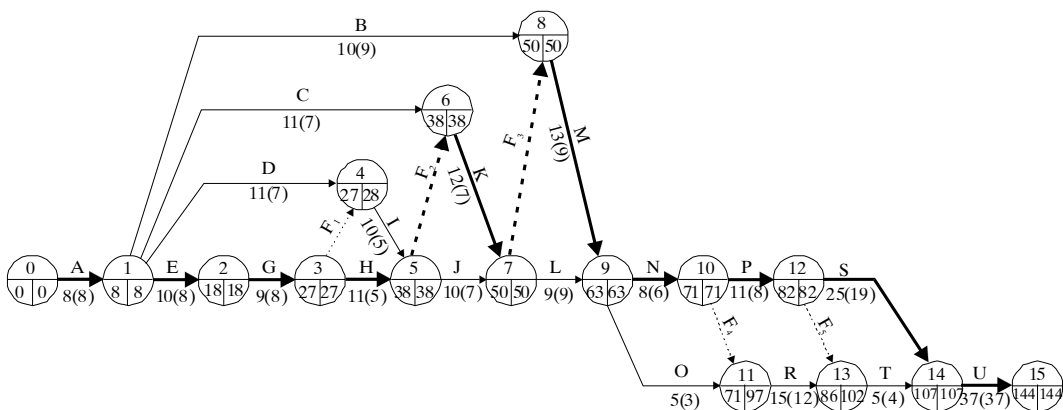 B
10(9)
8
50 50
C
11(7)
6
38 38
F3
M
13(9)
D
11(7)
4
27 28
F2
K
12(7)
F1
I
10(5)
0
0 0
A
8(8)
1
8 8
E
10(8)
2
18 18
G
9(8)
3
27 27
H
11(5)
5
38 38
J
10(7)
7
50 50
L
9(9)
9
63 63
N
8(6)
10
71 71
P
11(8)
12
82 82
S
25(19)
F4
F5
O
5(3)
11
71 97
R
15(12)
13
86 102
T
5(4)
14
107 107
U
37(37)
15
144 144